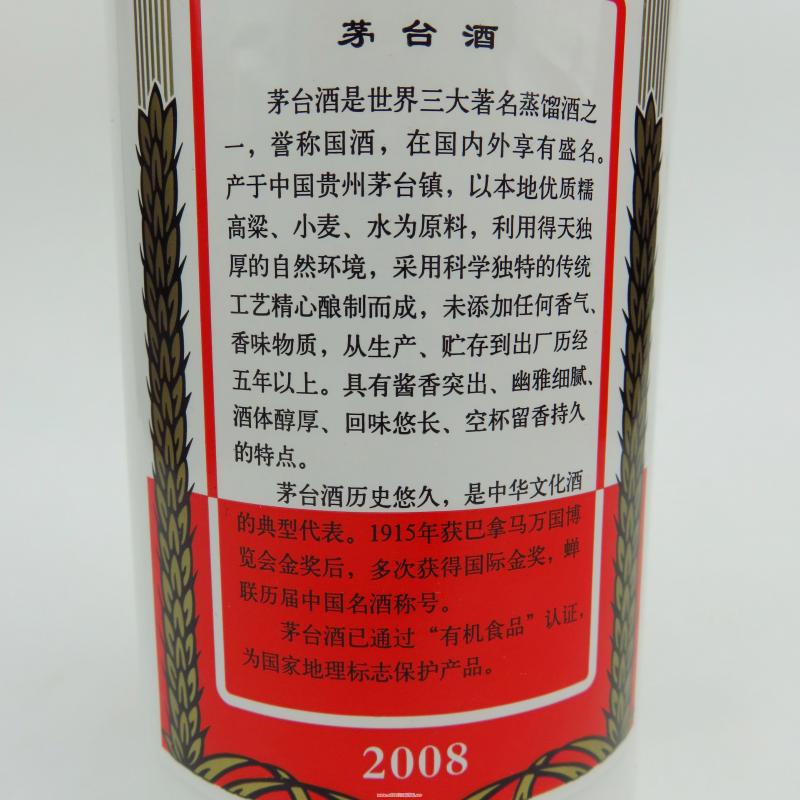 茅台酒
茅台酒是世界三大著名蒸馏酒之
一，誉称国酒，在国内外享有盛名。
产于中国贵州茅台镇，以本地优质糯
高粱、小麦、水为原料，利用得天独
厚的自然环境，采用科学独特的传统
工艺精心酿制而成，未添加任何香气、
香味物质，从生产、贮存到出厂历经
五年以上。具有酱香突出、幽雅细腻、
酒体醇厚、回味悠长、空杯留香持久
的特点。
茅台酒历史悠久，是中华文化酒
的典型代表。1915年获巴拿马万国博
览会金奖后，多次获得国际金奖，蝉
联历届中国名酒称号。
茅台酒已通过“有机食品”认证，
为国家地理标志保护产品。
2008